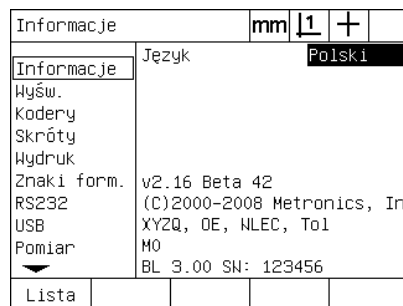 Informacje mm 1
Informacje
Wyśw.
Kodery
Skróty
Wydruk
Znaki form.
RS232
USB
Pomiar
Język Polski
v2.16 Beta 42
(C)2000-2008 Metronics, In
XYZQ, OE, NLEC, Tol
M0
BL 3.00 SN: 123456
Lista